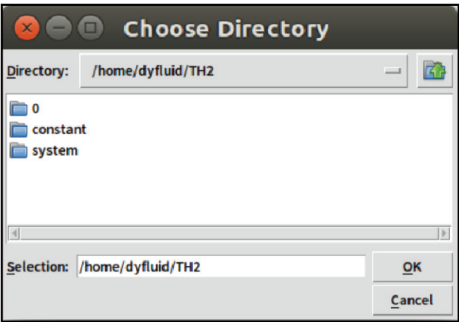 Choose Directory
Directory: /home/dyfluid/TH2
0
constant
system
Selection: /home/dyfluid/TH2 OK
Cancel